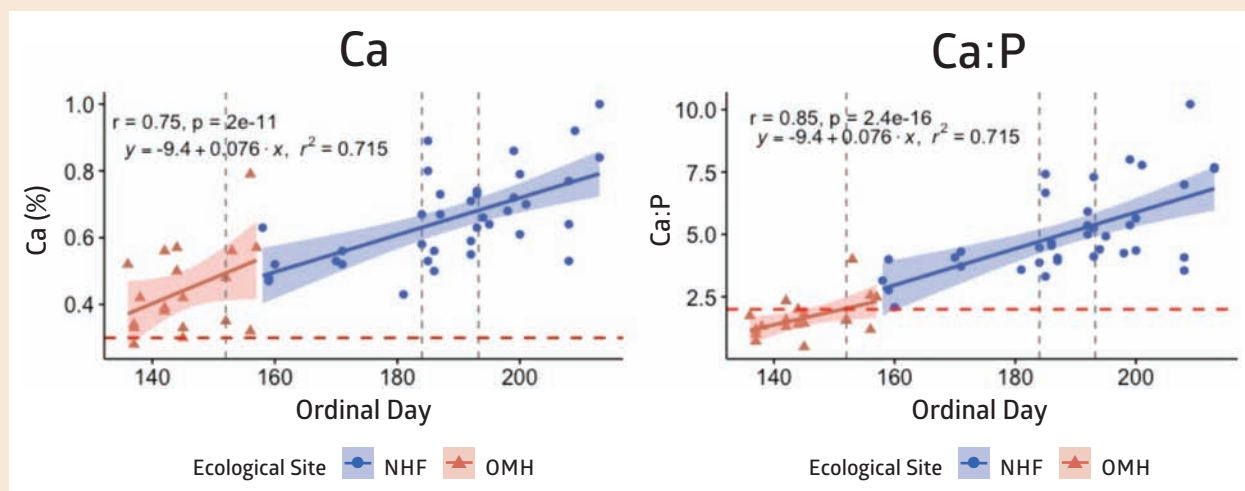 Ca
r = 0.75, p = 2e-11
y = -9.4 + 0.076 · x, r² = 0.715
Ca (%)
1.0
0.8
0.6
0.4
140 160 180 200
Ordinal Day
Ecological Site NHF OMH
Ca:P
r = 0.85, p = 2.4e-16
y = -9.4 + 0.076 · x, r² = 0.715
Ca:P
10.0
7.5
5.0
2.5
140 160 180 200
Ordinal Day
Ecological Site NHF OMH